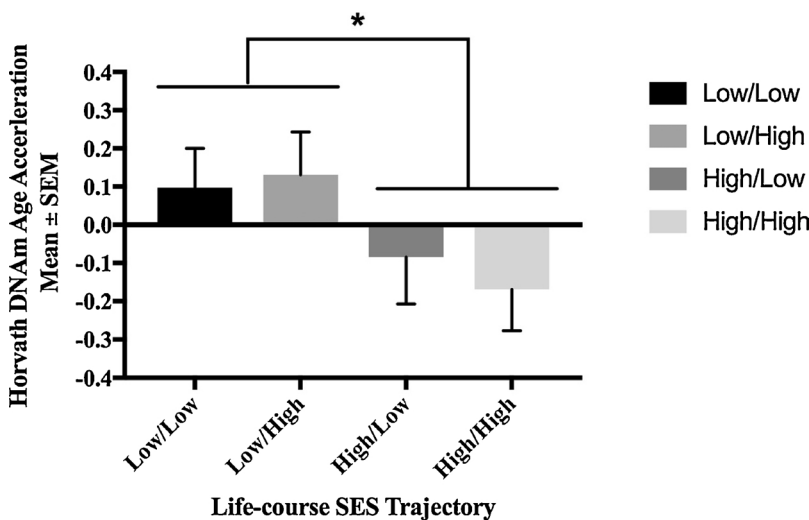 *
Horvath DNAm Age Accerleration
Mean ± SEM
0.4
0.3
0.2
0.1
0.0
-0.1
-0.2
-0.3
-0.4
Low/Low
Low/High
High/Low
High/High
Life-course SES Trajectory
Low/Low
Low/High
High/Low
High/High